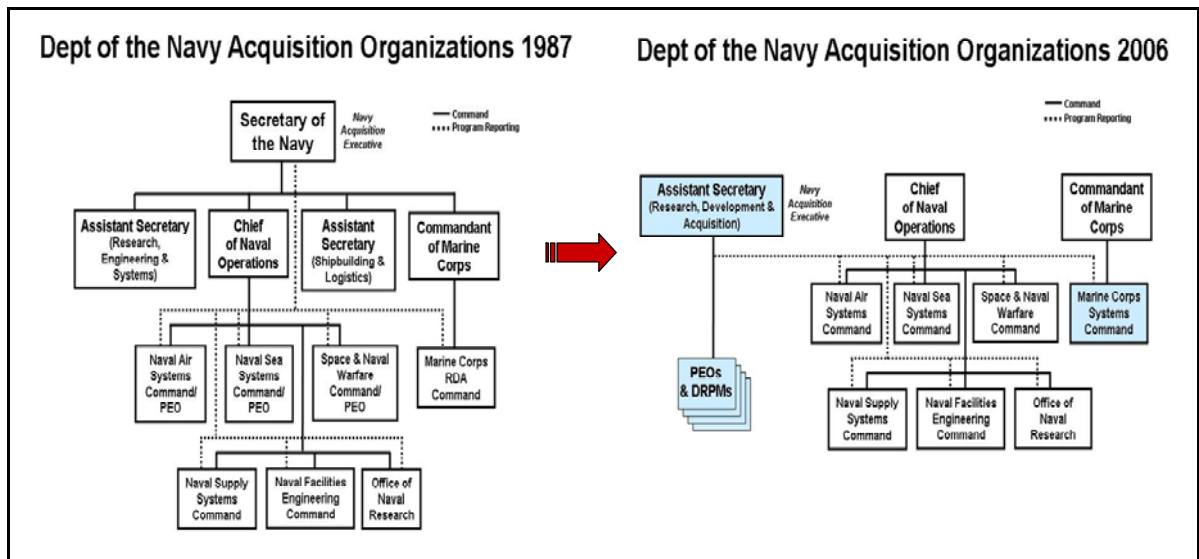 Dept of the Navy Acquisition Organizations 1987
Secretary of
the Navy
Navy
Acquisition
Executive
Command
Program Reporting
Assistant Secretary
(Research,
Engineering &
Systems)
Chief
of Naval
Operations
Assistant
Secretary
(Shipbuilding &
Logistics)
Commandant
of Marine
Corps
Naval Air
Systems
Command/
PEO
Naval Sea
Systems
Command/
PEO
Space & Naval
Warfare
Command/
PEO
Marine Corps
RDA
Command
Naval Supply
Systems
Command
Naval Facilities
Engineering
Command
Office of
Naval
Research
Dept of the Navy Acquisition Organizations 2006
Command
Program Reporting
Assistant Secretary
(Research, Development &
Acquisition)
Navy
Acquisition
Executive
Chief
of Naval
Operations
Commandant
of Marine
Corps
Naval Air
Systems
Command
Naval Sea
Systems
Command
Space & Naval
Warfare
Command
Marine Corps
Systems
Command
PEOs
& DRPMs
Naval Supply
Systems
Command
Naval Facilities
Engineering
Command
Office of
Naval
Research